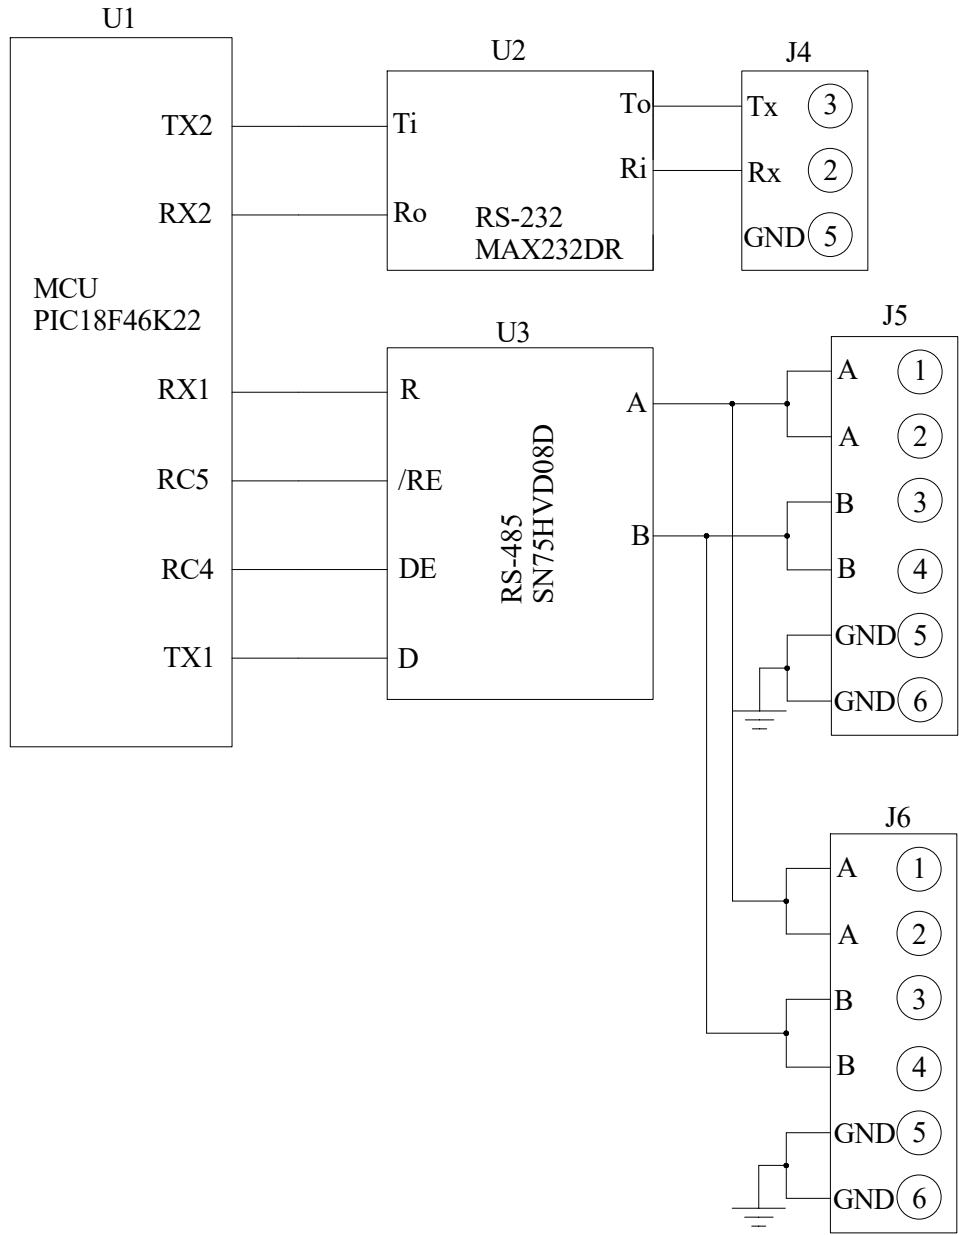 U1
U2
J4
TX2
Ti
To
Tx
3
RX2
Ro
Ri
Rx
2
RS-232
MAX232DR
GND
5
MCU
PIC18F46K22
U3
J5
RX1
R
A
A
1
A
2
RC5
/RE
B
B
3
B
4
RC4
DE
RS-485
SN75HVD08D
TX1
D
GND
5
GND
6
J6
A
1
A
2
B
3
B
4
GND
5
GND
6